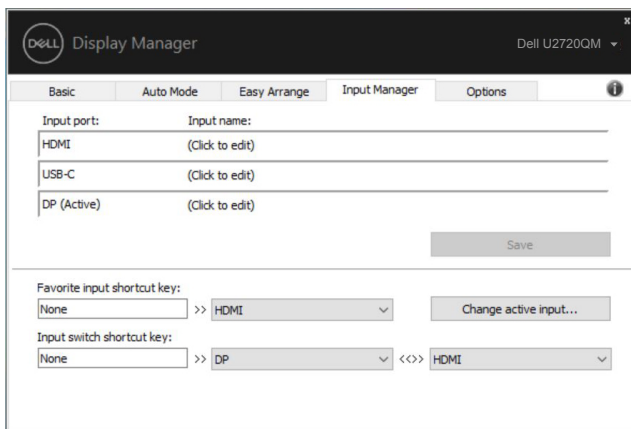 DELL Display Manager Dell U2720QM
x
Basic Auto Mode Easy Arrange Input Manager Options i
Input port: Input name:
HDMI (Click to edit)
USB-C (Click to edit)
DP (Active) (Click to edit)
Save
Favorite input shortcut key:
None >> HDMI Change active input...
Input switch shortcut key:
None >> DP <<>> HDMI